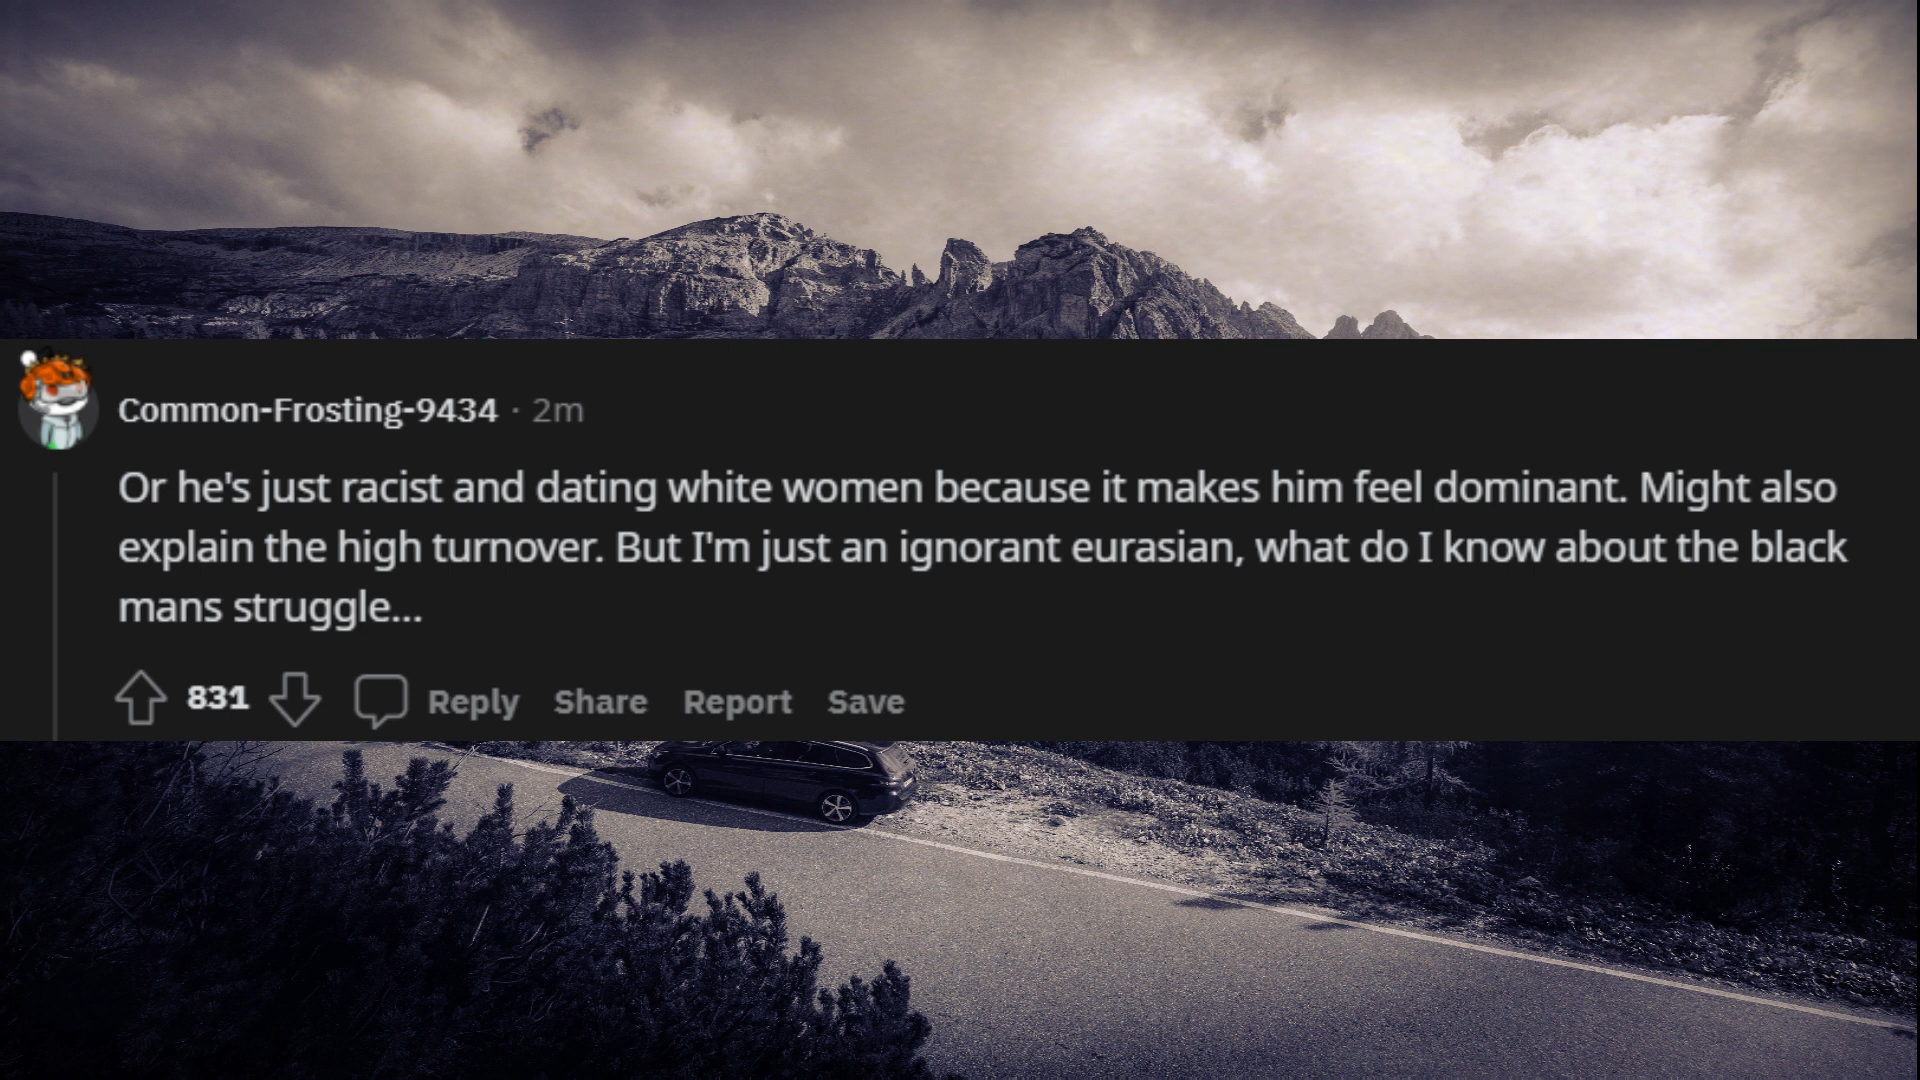 Common-Frosting-9434 · 2m
Or he's just racist and dating white women because it makes him feel dominant. Might also
explain the high turnover. But I'm just an ignorant eurasian, what do I know about the black
mans struggle...
831 Reply Share Report Save